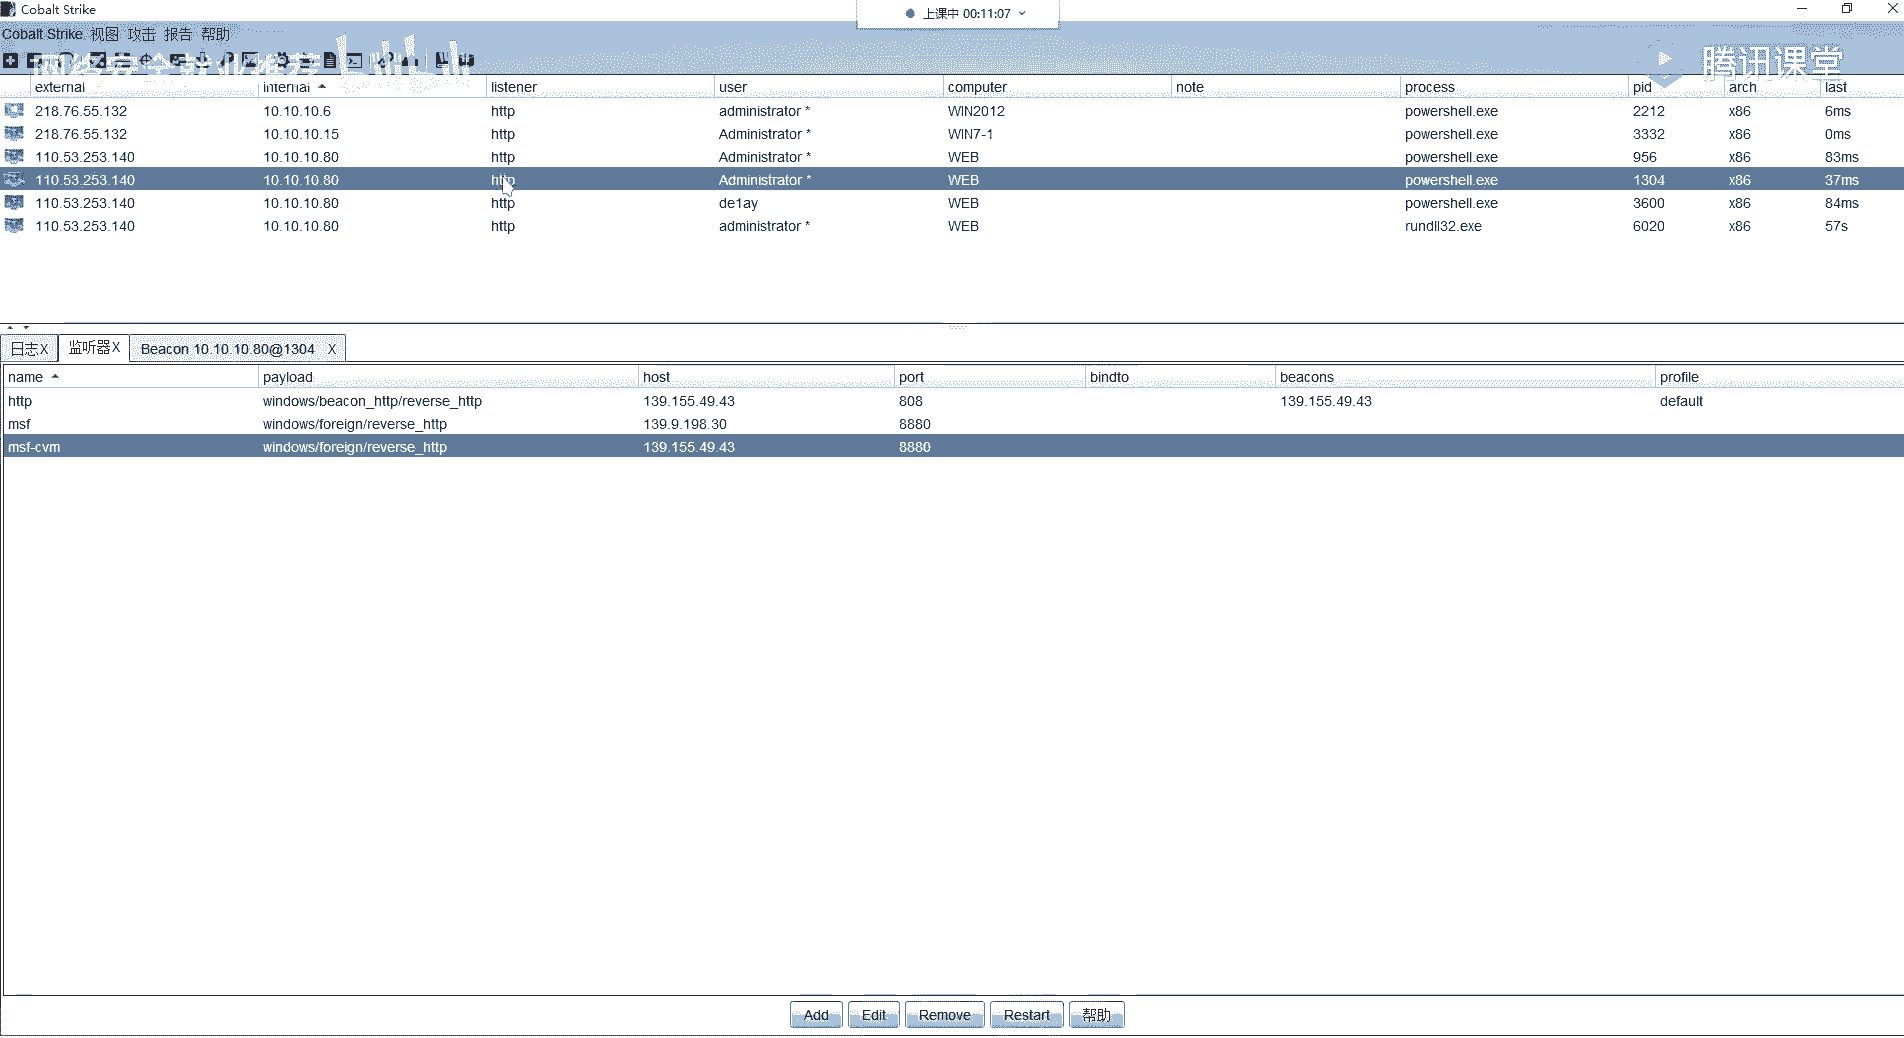 Cobalt Strike
上课中 00:11:07
Cobalt Strike 视图 攻击 报告 帮助
腾讯课堂
external internal listener user computer note process pid arch last
218.76.55.132 10.10.10.6 http administrator * WIN2012 powershell.exe 2212 x86 6ms
218.76.55.132 10.10.10.15 http Administrator * WIN7-1 powershell.exe 3332 x86 0ms
110.53.253.140 10.10.10.80 http Administrator * WEB powershell.exe 956 x86 83ms
110.53.253.140 10.10.10.80 http Administrator * WEB powershell.exe 1304 x86 37ms
110.53.253.140 10.10.10.80 http de1ay WEB powershell.exe 3600 x86 84ms
110.53.253.140 10.10.10.80 http administrator * WEB rundll32.exe 6020 x86 57s
日志X 监听器X Beacon 10.10.10.80@1304 X
name payload host port bindto beacons profile
http windows/beacon_http/reverse_http 139.155.49.43 808 139.155.49.43 default
msf windows/foreign/reverse_http 139.9.198.30 8880
msf-cvm windows/foreign/reverse_http 139.155.49.43 8880
Add Edit Remove Restart 帮助